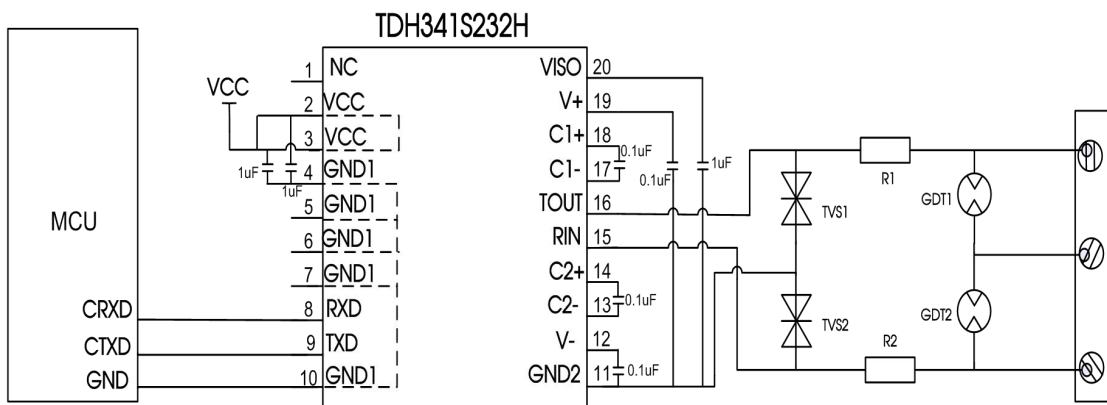 TDH341S232H
MCU
CRXD
CTXD
GND
VCC
1uF
1uF
1 NC
2 VCC
3 VCC
4 GND1
5 GND1
6 GND1
7 GND1
8 RXD
9 TXD
10 GND1
VISO 20
V+ 19
C1+ 18
C1- 17
TOUT 16
RIN 15
C2+ 14
C2- 13
V- 12
GND2 11
0.1uF
0.1uF
1uF
0.1uF
0.1uF
TVS1
TVS2
R1
R2
GDT1
GDT2